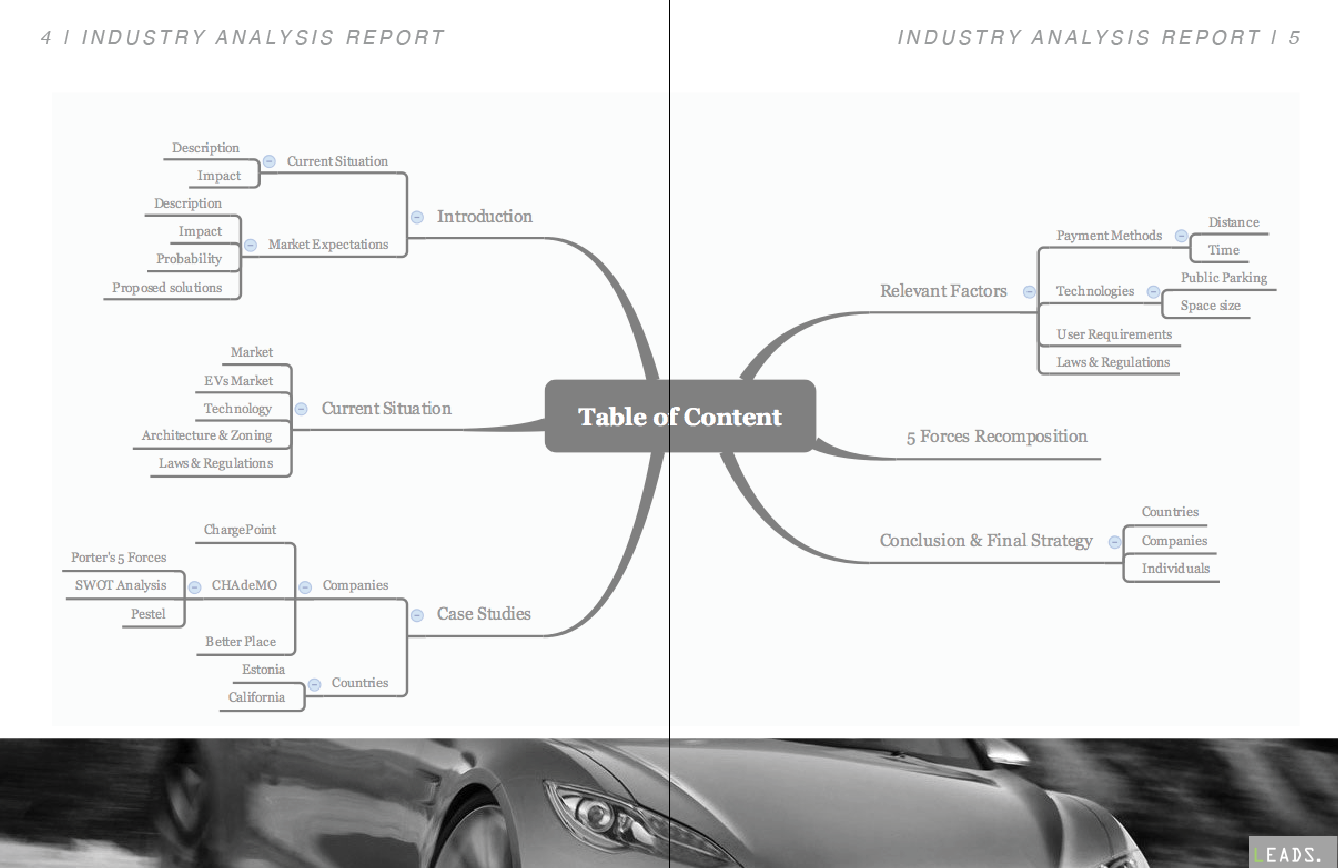 4 | INDUSTRY ANALYSIS REPORT
INDUSTRY ANALYSIS REPORT | 5
Table of Content
Introduction
Current Situation
Description
Impact
Market Expectations
Description
Impact
Probability
Proposed solutions
Current Situation
Market
EVs Market
Technology
Architecture & Zoning
Laws & Regulations
Case Studies
Companies
ChargePoint
CHAdeMO
Porter's 5 Forces
SWOT Analysis
Pestel
Better Place
Countries
Estonia
California
Relevant Factors
Payment Methods
Distance
Time
Technologies
Public Parking
Space size
User Requirements
Laws & Regulations
5 Forces Recomposition
Conclusion & Final Strategy
Countries
Companies
Individuals
LEADS.